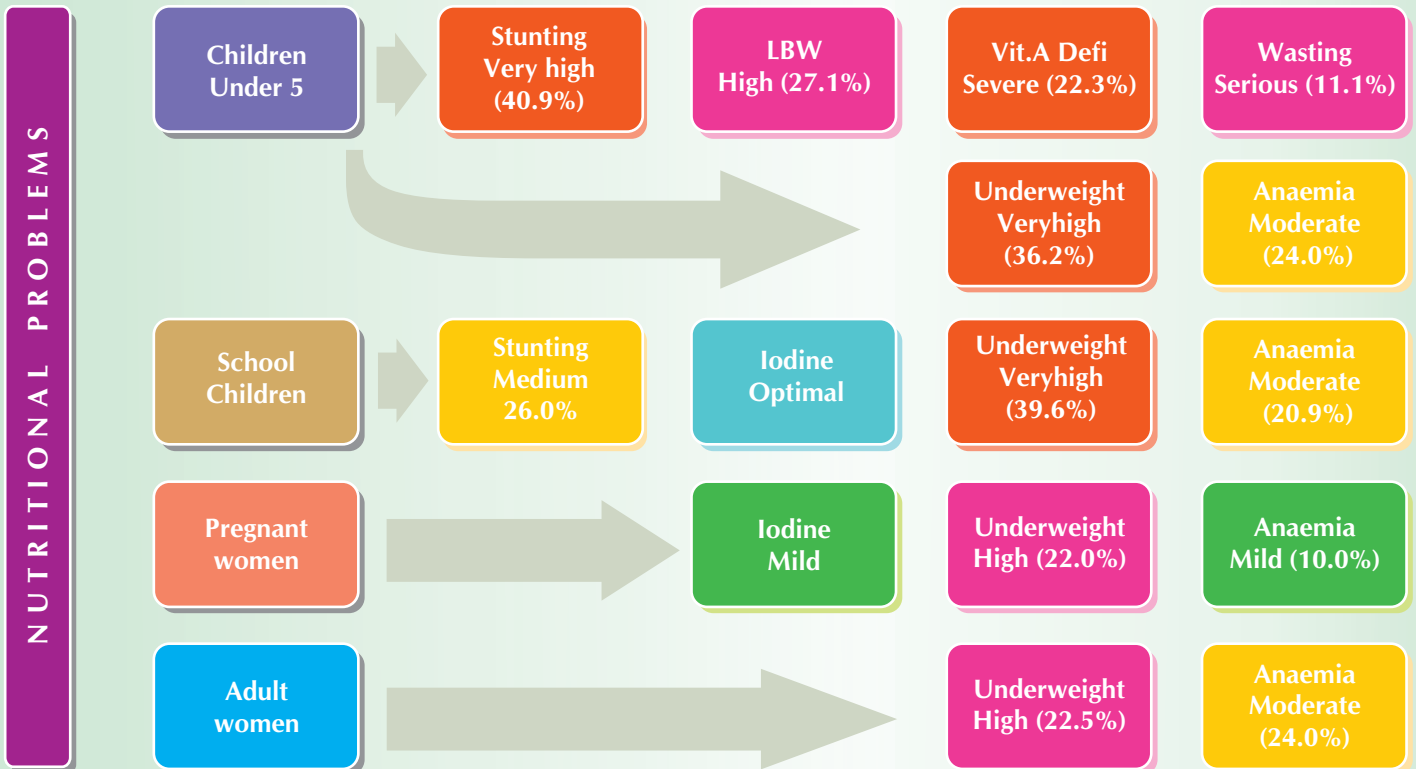 NUTRITIONAL PROBLEMS
Children
Under 5
Stunting
Very high
(40.9%)
LBW
High (27.1%)
Vit.A Defi
Severe (22.3%)
Wasting
Serious (11.1%)
Underweight
Veryhigh
(36.2%)
Anaemia
Moderate
(24.0%)
School
Children
Stunting
Medium
26.0%
Iodine
Optimal
Underweight
Veryhigh
(39.6%)
Anaemia
Moderate
(20.9%)
Pregnant
women
Iodine
Mild
Underweight
High (22.0%)
Anaemia
Mild (10.0%)
Adult
women
Underweight
High (22.5%)
Anaemia
Moderate
(24.0%)